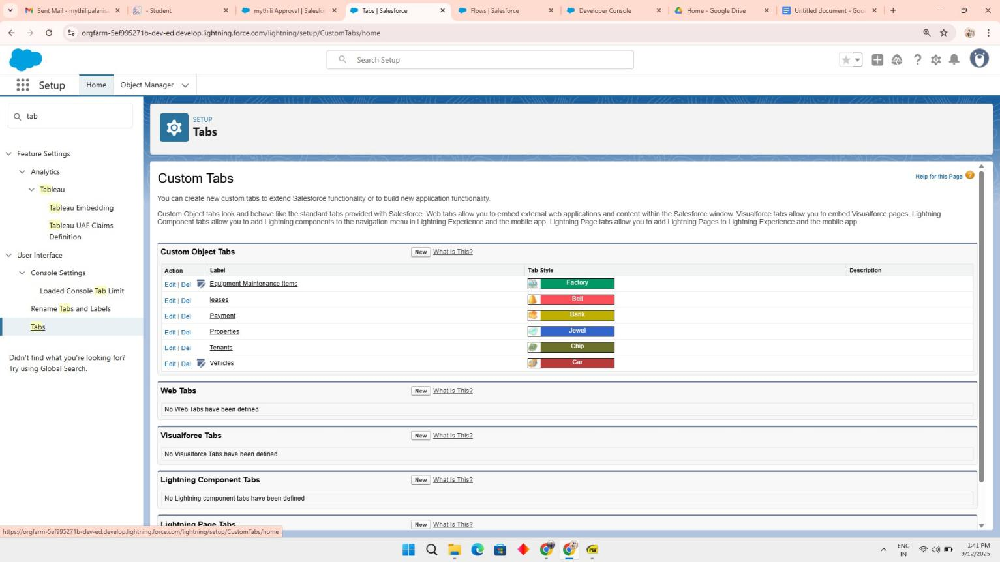 Sent Mail - mythilipalanis
- Student
mythili Approval | Salesfo
Tabs | Salesforce
Flows | Salesforce
Developer Console
Home - Google Drive
Untitled document - Goo
orgfarm-5ef995271b-dev-ed.develop.lightning.force.com/lightning/setup/CustomTabs/home
Search Setup
Setup
Home
Object Manager
tab
SETUP
Tabs
Feature Settings
Analytics
Tableau
Tableau Embedding
Tableau UAF Claims
Definition
User Interface
Console Settings
Loaded Console Tab Limit
Rename Tabs and Labels
Tabs
Didn't find what you're looking for?
Try using Global Search.
Custom Tabs
Help for this Page
You can create new custom tabs to extend Salesforce functionality or to build new application functionality.
Custom Object tabs look and behave like the standard tabs provided with Salesforce. Web tabs allow you to embed external web applications and content within the Salesforce window. Visualforce tabs allow you to embed Visualforce pages. Lightning
Component tabs allow you to add Lightning components to the navigation menu in Lightning Experience and the mobile app. Lightning Page tabs allow you to add Lightning Pages to Lightning Experience and the mobile app.
Custom Object Tabs New What Is This?
Action Label Tab Style Description
Edit | Del Equipment Maintenance Items Factory
Edit | Del leases Bell
Edit | Del Payment Bank
Edit | Del Properties Jewel
Edit | Del Tenants Chip
Edit | Del Vehicles Car
Web Tabs New What Is This?
No Web Tabs have been defined
Visualforce Tabs New What Is This?
No Visualforce Tabs have been defined
Lightning Component Tabs New What Is This?
No Lightning component tabs have been defined
Lightning Page Tabs New What Is This?
https://orgfarm-5ef995271b-dev-ed.develop.lightning.force.com/lightning/setup/CustomTabs/home
ENG
IN
1:41 PM
9/12/2025